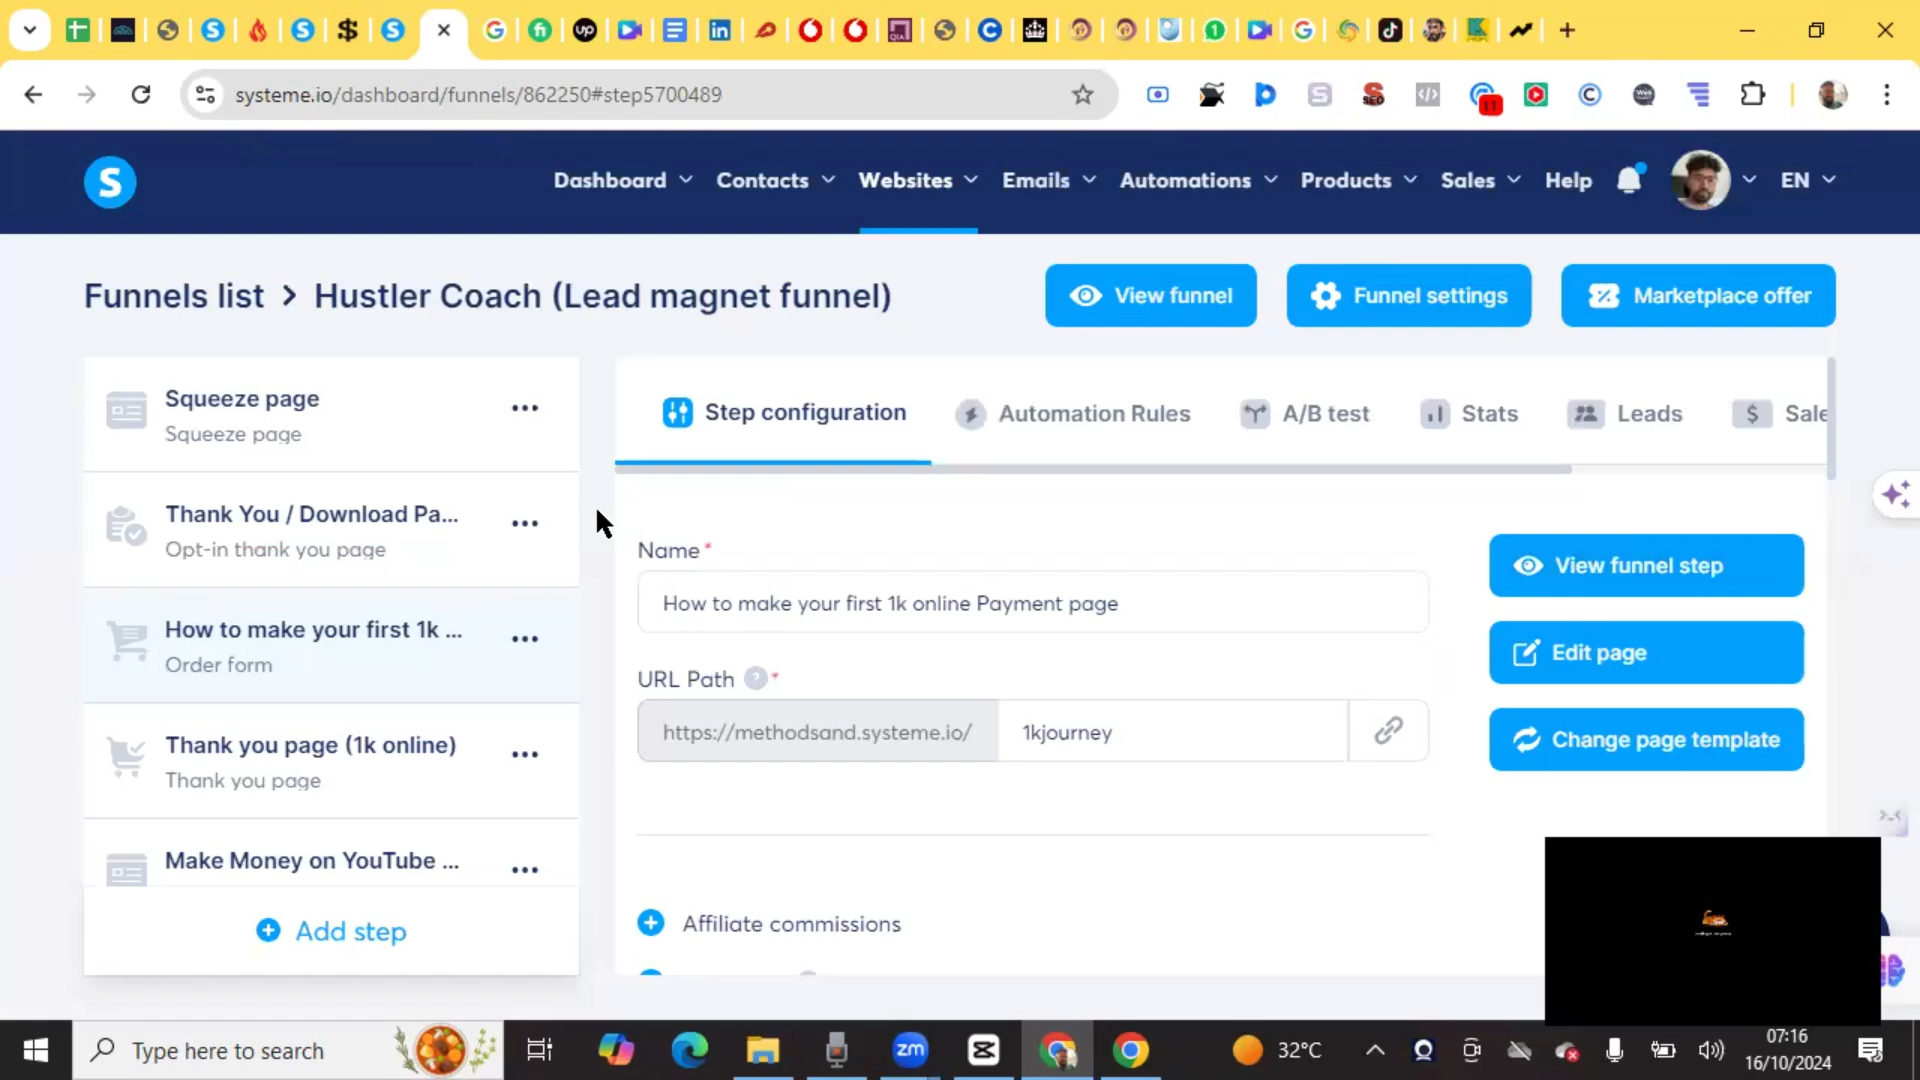 systeme.io/dashboard/funnels/862250#step5700489
S
Dashboard
Contacts
Websites
Emails
Automations
Products
Sales
Help
EN
Funnels list > Hustler Coach (Lead magnet funnel)
View funnel
Funnel settings
Marketplace offer
Squeeze page
Squeeze page
Thank You / Download Pa...
Opt-in thank you page
How to make your first 1k ...
Order form
Thank you page (1k online)
Thank you page
Make Money on YouTube ...
Add step
Step configuration
Automation Rules
A/B test
Stats
Leads
Sale
Name*
How to make your first 1k online Payment page
URL Path ? *
https://methodsand.systeme.io/
1kjourney
View funnel step
Edit page
Change page template
Affiliate commissions
Type here to search
zm
32°C
07:16
16/10/2024